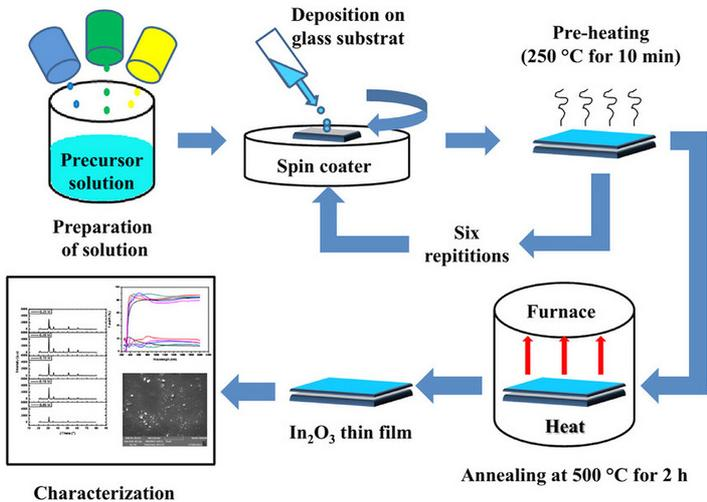 Deposition on
glass substrat
Pre-heating
(250 °C for 10 min)
Precursor
solution
Spin coater
Preparation
of solution
Six
repititions
Furnace
Heat
In₂O₃ thin film
Annealing at 500 °C for 2 h
Characterization